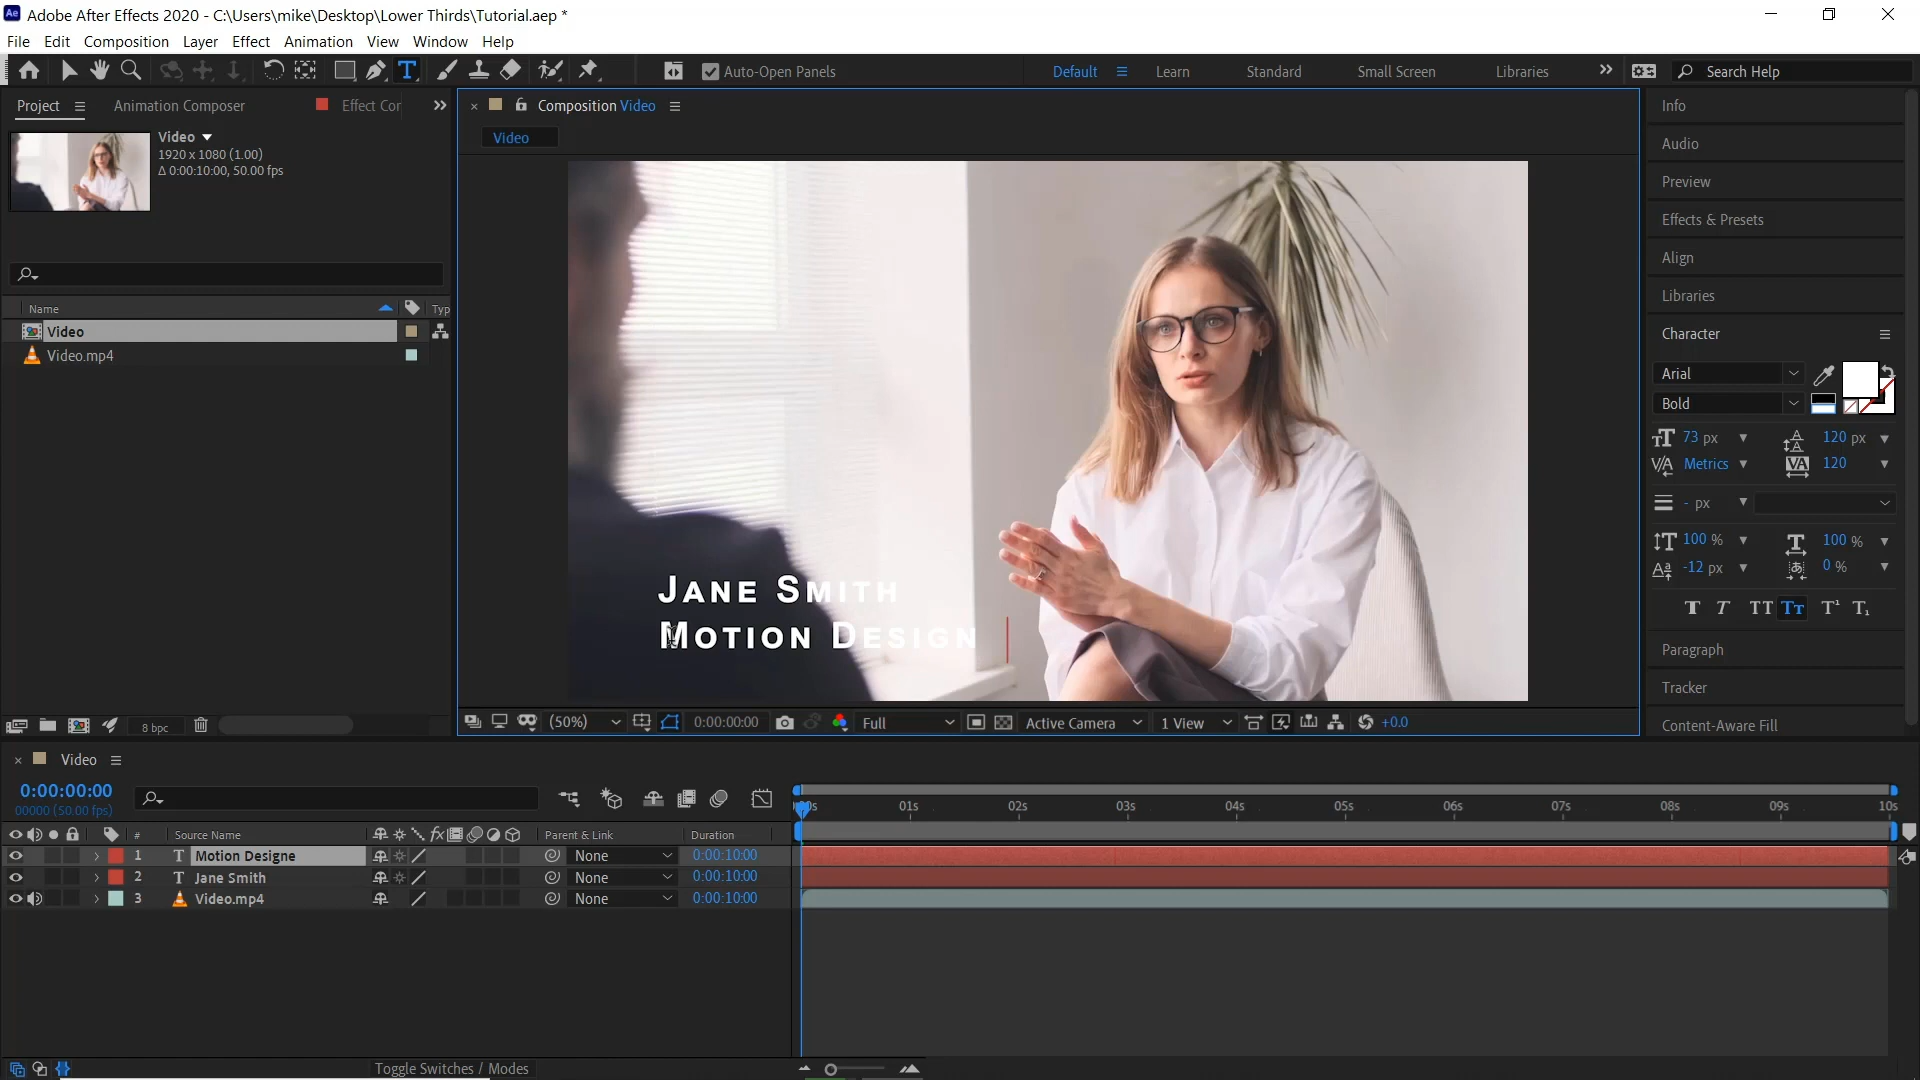 Adobe After Effects 2020 - C:\Users\mike\Desktop\Lower Thirds\Tutorial.aep *
File Edit Composition Layer Effect Animation View Window Help
Auto-Open Panels Default Learn Standard Small Screen Libraries Search Help
Project Animation Composer Effect Cor
Composition Video
Video
Video
1920 x 1080 (1.00)
Δ 0:00:10:00, 50.00 fps
Name Typ
Video
Video.mp4
JANE SMITH
MOTION DESIGN
8 bpc
(50%) 0:00:00:00 Full Active Camera 1 View +0.0
Info
Audio
Preview
Effects & Presets
Align
Libraries
Character
Arial
Bold
73 px 120 px
Metrics 120
- px
100 % 100 %
-12 px 0 %
Paragraph
Tracker
Content-Aware Fill
Video
0:00:00:00
00000 (50.00 fps)
01s 02s 03s 04s 05s 06s 07s 08s 09s 10s
# Source Name Parent & Link Duration
1 T Motion Designe None 0:00:10:00
2 T Jane Smith None 0:00:10:00
3 Video.mp4 None 0:00:10:00
Toggle Switches / Modes